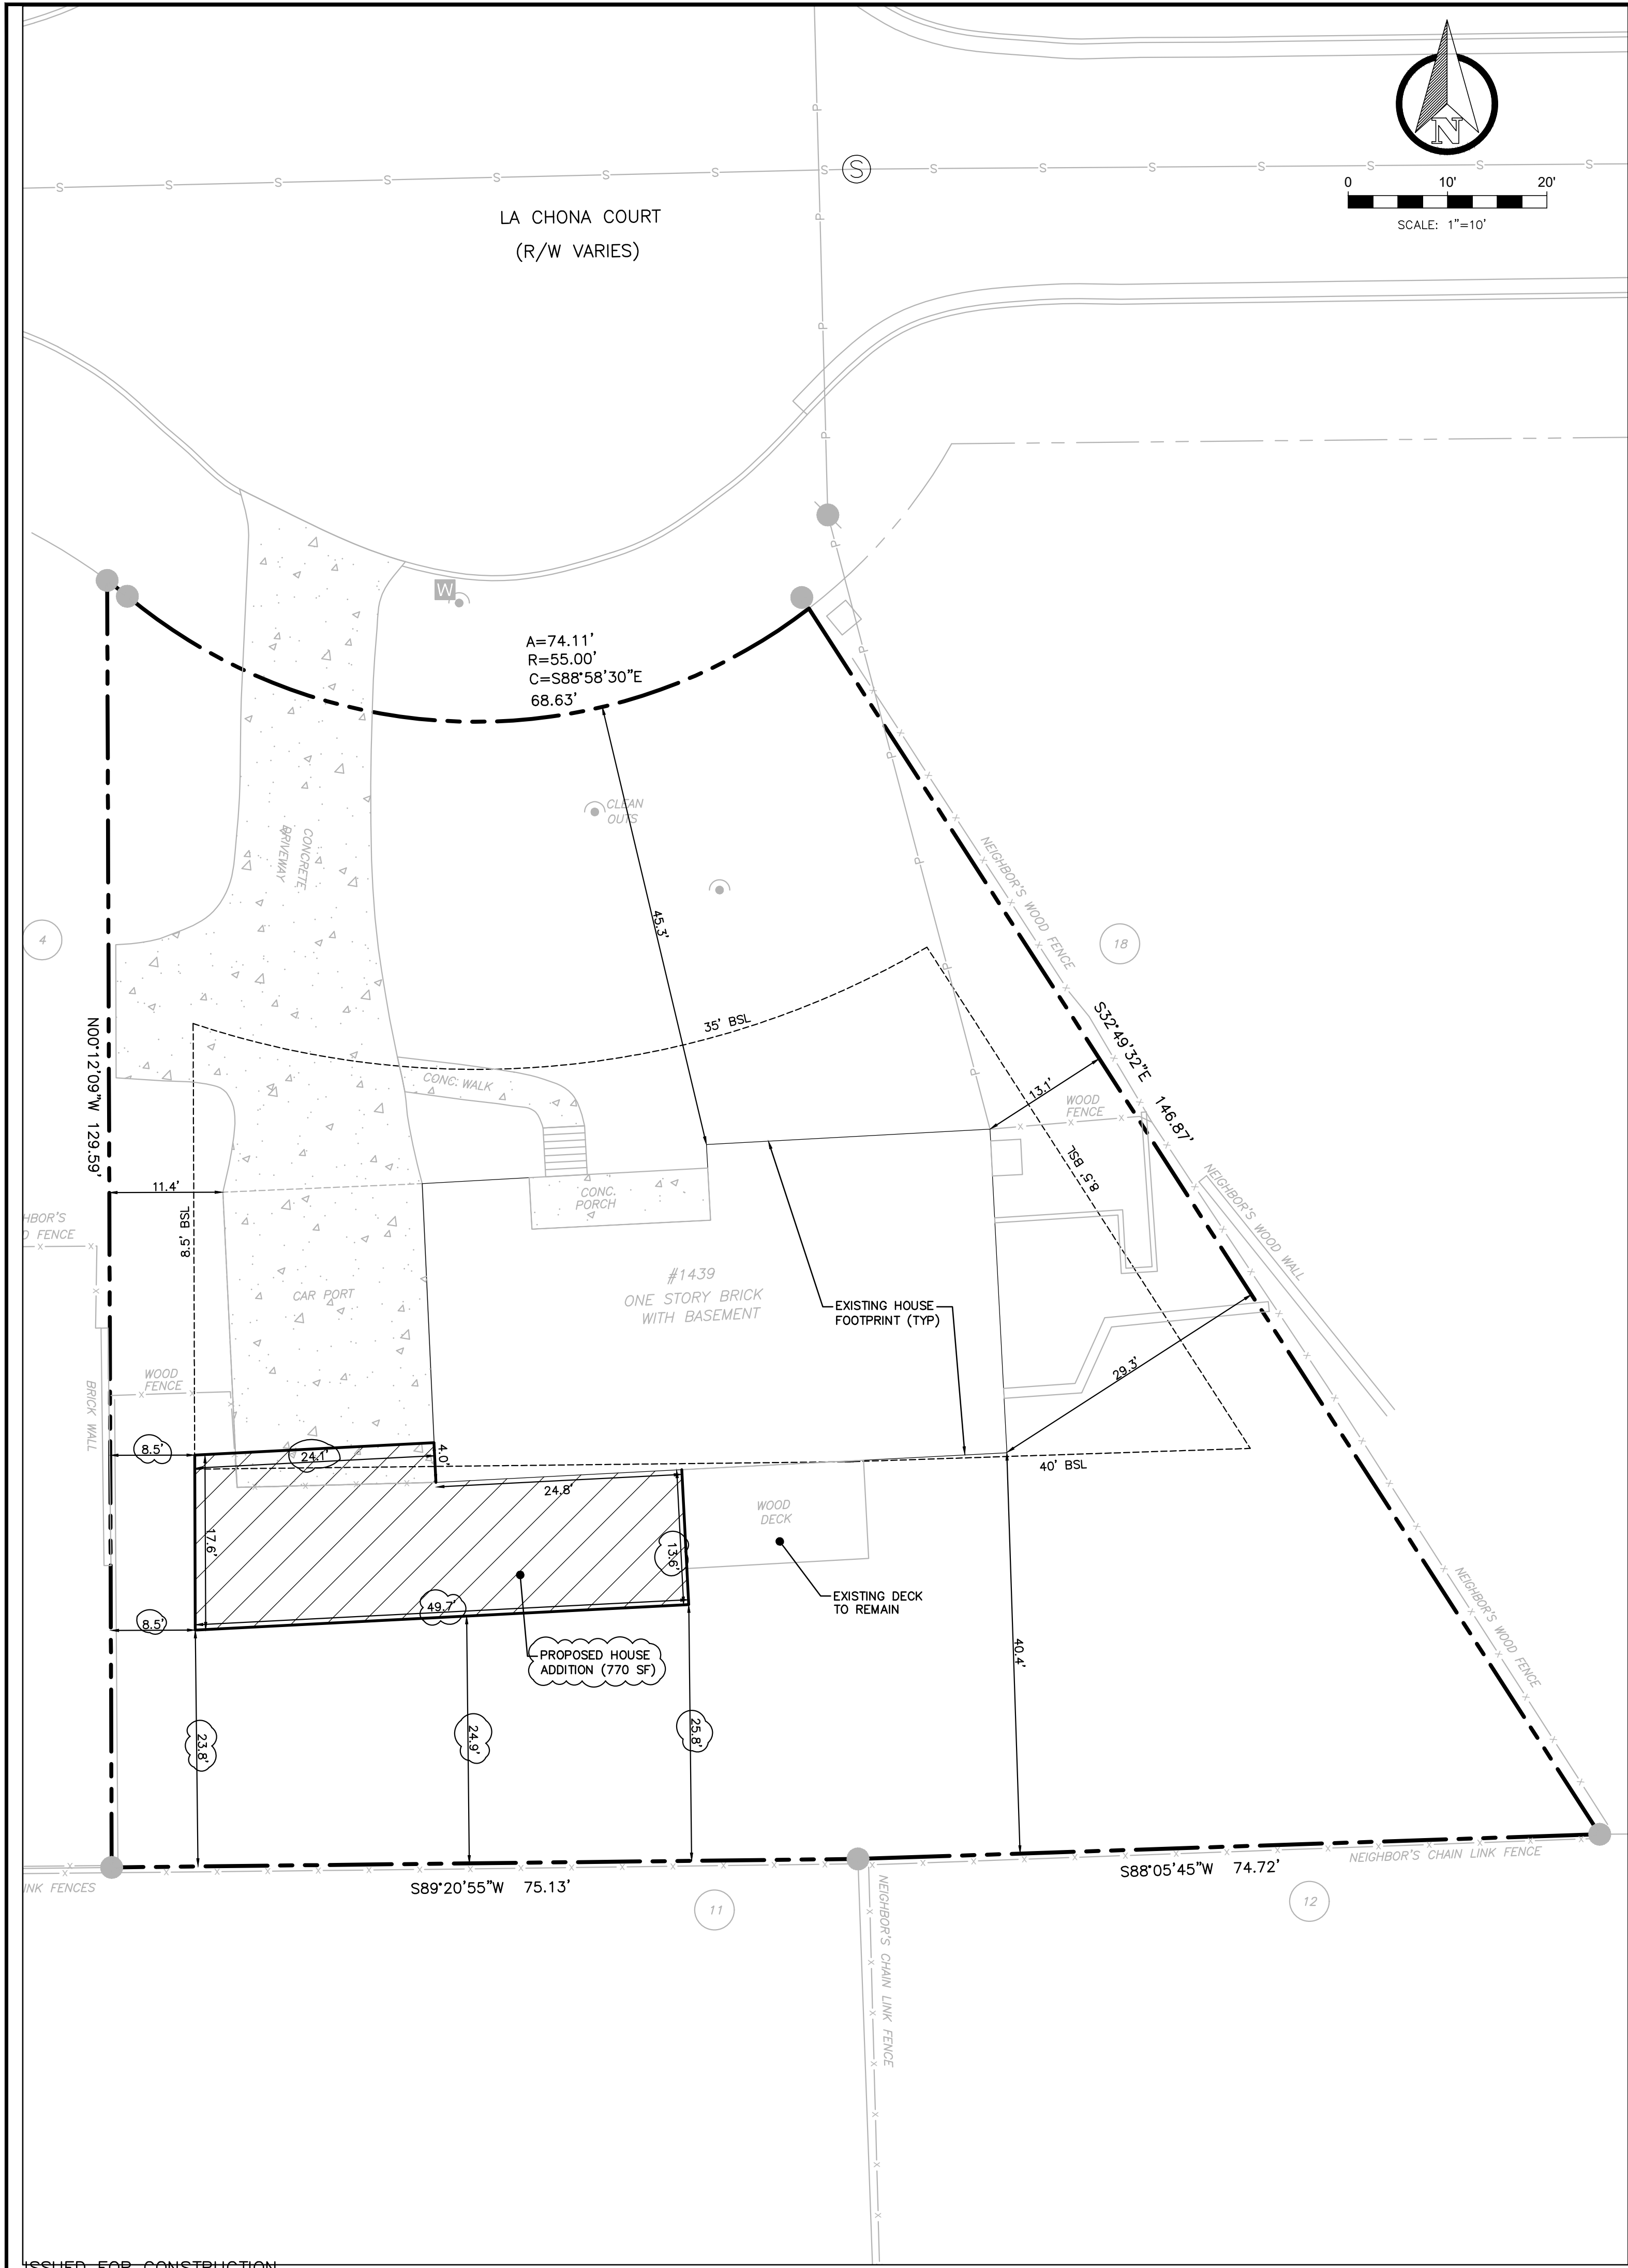 N
0 10' 20'
SCALE: 1"=10'
P
P
P
P
P
S S S S S S S S S S S S S S S
S
LA CHONA COURT
(R/W VARIES)
W
A=74.11'
R=55.00'
C=S88°58'30"E
68.63'
P
P
P
P
P
P
CLEAN
OUTS
CONCRETE
DRIVEWAY
45.3'
NEIGHBOR'S WOOD FENCE
4
18
35' BSL
N00°12'09"W 129.59'
S32°49'32"E 146.87'
CONC. WALK
13.1'
WOOD
FENCE
8.5' BSL
11.4'
8.5' BSL
CONC.
PORCH
NEIGHBOR'S WOOD WALL
HBOR'S
D FENCE
CAR PORT
#1439
ONE STORY BRICK
WITH BASEMENT
EXISTING HOUSE
FOOTPRINT (TYP)
WOOD
FENCE
BRICK WALL
29.3'
8.5'
24.1'
4.0'
40' BSL
24.8'
WOOD
DECK
17.6'
13.6'
49.7'
8.5'
EXISTING DECK
TO REMAIN
PROPOSED HOUSE
ADDITION (770 SF)
NEIGHBOR'S WOOD FENCE
40.4'
23.8'
24.9'
25.8'
INK FENCES
S89°20'55"W 75.13'
S88°05'45"W 74.72'
NEIGHBOR'S CHAIN LINK FENCE
11
12
NEIGHBOR'S CHAIN LINK FENCE
ISSUED FOR CONSTRUCTION